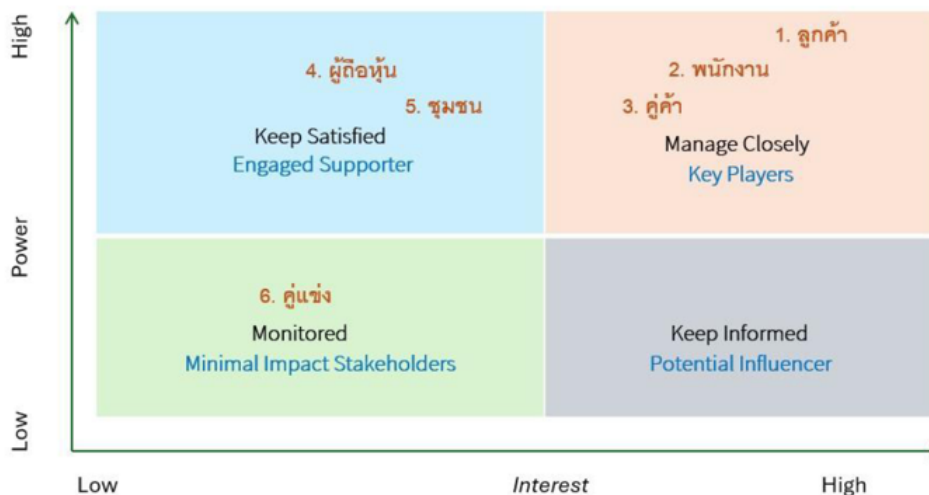 High
1. ลูกค้า
4. ผู้ถือหุ้น
2. พนักงาน
5. ชุมชน
3. คู่ค้า
Keep Satisfied
Engaged Supporter
Manage Closely
Key Players
Power
6. คู่แข่ง
Monitored
Minimal Impact Stakeholders
Keep Informed
Potential Influencer
Low
Low
Interest
High